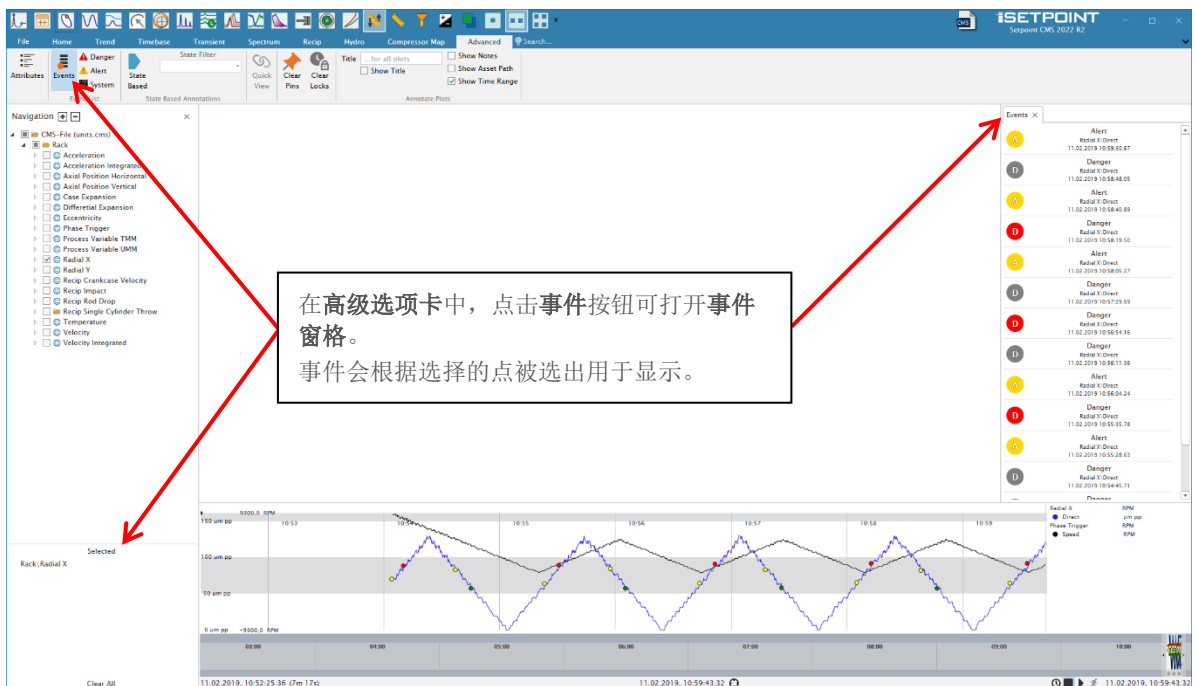 CMS
iSETPOINT
Setpoint CMS 2022 R2
File Home Trend Timebase Transient Spectrum Recip Hydro Compressor Map Advanced Search...
Attributes
Events
Danger
Alert
System
State Based
State Filter
State Based Annotations
Quick View
Clear Pins
Clear Locks
Title ...for all plots
Show Title
Show Notes
Show Asset Path
Show Time Range
Annotate Plots
Navigation
CMS-File (units.cms)
Rack
Acceleration
Acceleration Integrated
Axial Position Horizontal
Axial Position Vertical
Case Expansion
Differetial Expansion
Eccentricity
Phase Trigger
Process Variable TMM
Process Variable UMM
Radial X
Radial Y
Recip Crankcase Velocity
Recip Impact
Recip Rod Drop
Recip Single Cylinder Throw
Temperature
Velocity
Velocity Integrated
在高级选项卡中，点击事件按钮可打开事件
窗格。
事件会根据选择的点被选出用于显示。
Events
A
Alert
Radial X\Direct
11.02.2019 10:59:30.67
D
Danger
Radial X\Direct
11.02.2019 10:58:48.05
A
Alert
Radial X\Direct
11.02.2019 10:58:40.89
D
Danger
Radial X\Direct
11.02.2019 10:58:19.50
A
Alert
Radial X\Direct
11.02.2019 10:58:05.27
D
Danger
Radial X\Direct
11.02.2019 10:57:29.69
D
Danger
Radial X\Direct
11.02.2019 10:56:54.16
D
Danger
Radial X\Direct
11.02.2019 10:56:11.36
A
Alert
Radial X\Direct
11.02.2019 10:56:04.24
D
Danger
Radial X\Direct
11.02.2019 10:55:35.78
A
Alert
Radial X\Direct
11.02.2019 10:55:28.63
D
Danger
Radial X\Direct
11.02.2019 10:54:45.71
Danger
Selected
Rack\Radial X
Clear All
9300,0 RPM
150 um pp
10:53 10:54 10:55 10:56 10:57 10:58 10:59
100 um pp
50 um pp
0 um pp -9300,0 RPM
Radial X RPM
Direct µm pp
Phase Trigger RPM
Speed RPM
03:00 04:00 05:00 06:00 07:00 08:00 09:00 10:00
11.02.2019, 10:52:25.36 (7m 17s)
11.02.2019, 10:59:43.32
11.02.2019, 10:59:43.32